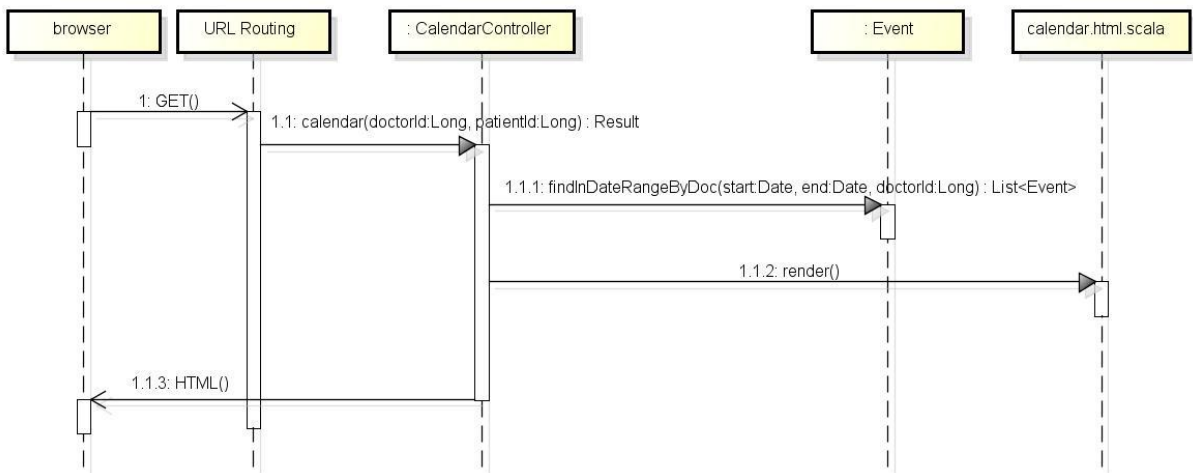 browser
URL Routing
: CalendarController
: Event
calendar.html.scala
1: GET()
1.1: calendar(doctorId:Long, patientId:Long) : Result
1.1.1: findInDateRangeByDoc(start:Date, end:Date, doctorId:Long) : List<Event>
1.1.2: render()
1.1.3: HTML()